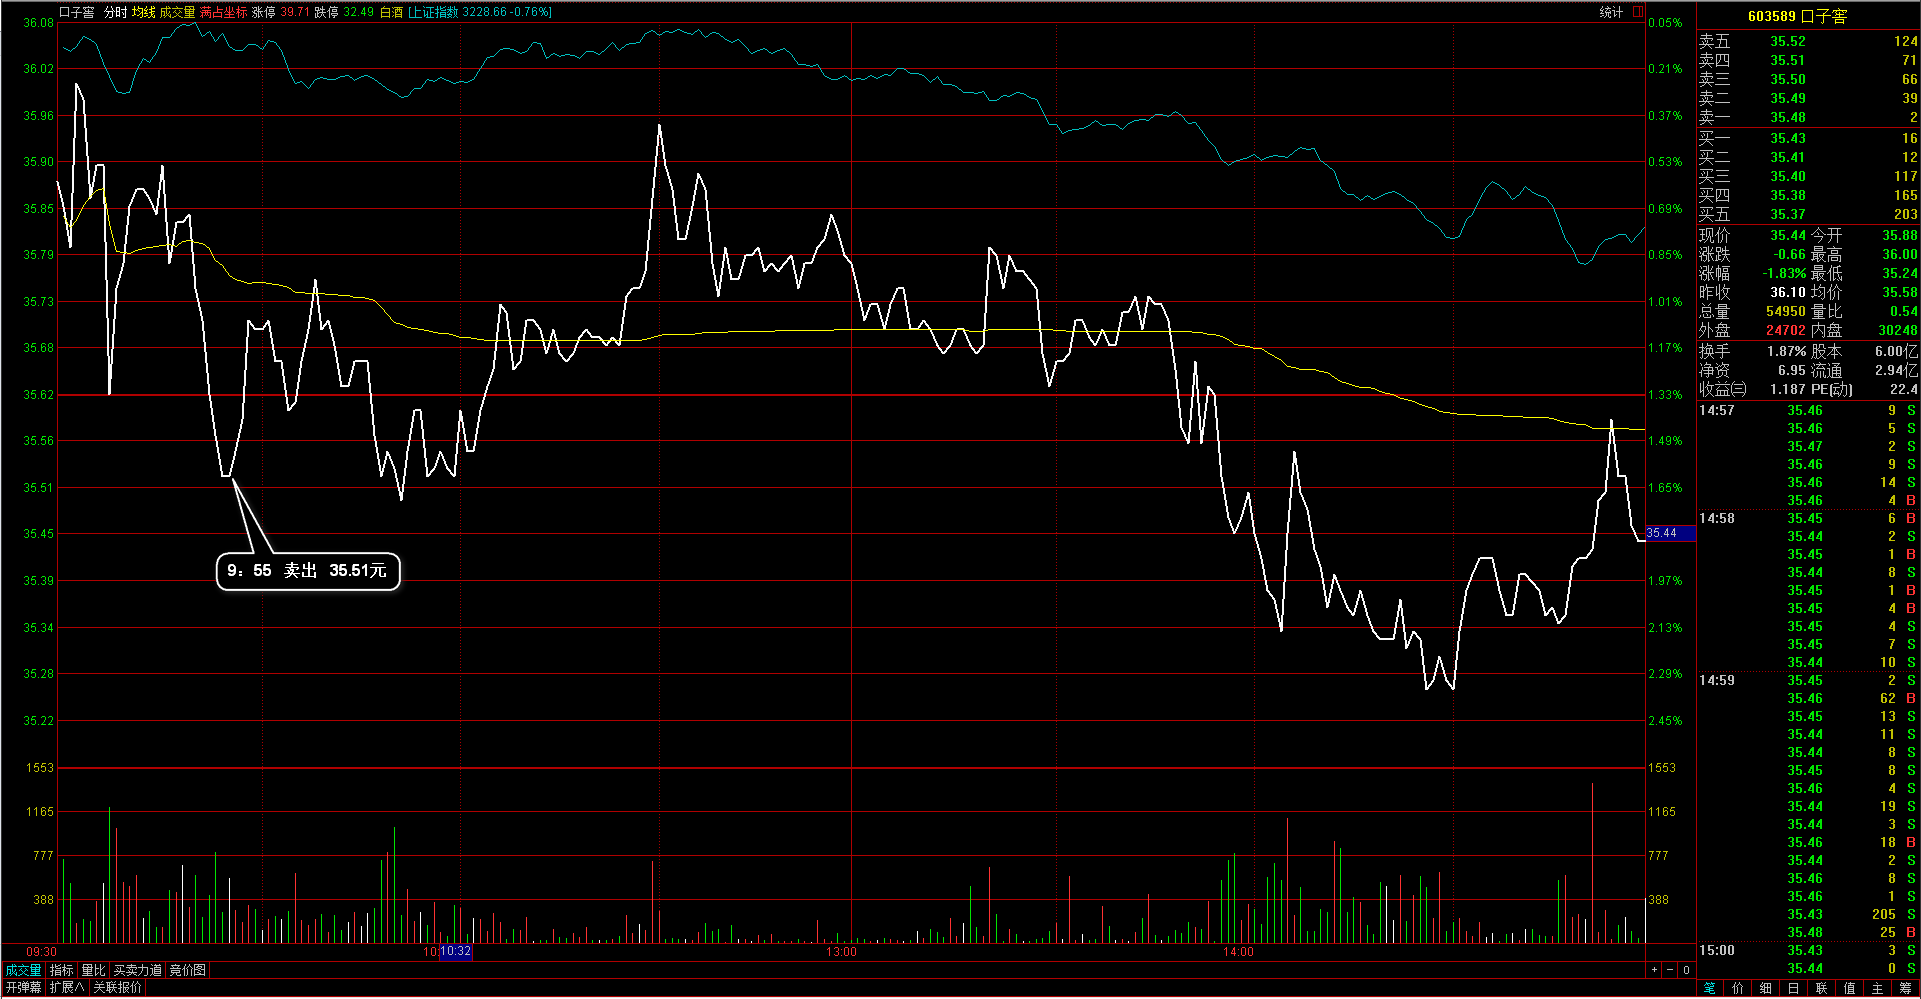 口子窖 分时 均线 成交量 满占坐标 涨停 39.71 跌停 32.49 白酒 [上证指数 3228.66 -0.76%] 统计
36.08 0.05%
36.02 0.21%
35.96 0.37%
35.90 0.53%
35.85 0.69%
35.79 0.85%
35.73 1.01%
35.68 1.17%
35.62 1.33%
35.56 1.49%
35.51 1.65%
35.45 35.44
35.39 1.97%
35.34 2.13%
35.28 2.29%
35.22 2.45%
1553 1553
1165 1165
777 777
388 388
9: 55 卖出 35.51元
09:30 10: 10:32 13:00 14:00
成交量 指标 量比 买卖力道 竞价图 + - 0
开弹幕 扩展∧ 关联报价
603589 口子窖
卖五 35.52 124
卖四 35.51 71
卖三 35.50 66
卖二 35.49 39
卖一 35.48 2
买一 35.43 16
买二 35.41 12
买三 35.40 117
买四 35.38 165
买五 35.37 203
现价 35.44 今开 35.88
涨跌 -0.66 最高 36.00
涨幅 -1.83% 最低 35.24
昨收 36.10 均价 35.58
总量 54950 量比 0.54
外盘 24702 内盘 30248
换手 1.87% 股本 6.00亿
净资 6.95 流通 2.94亿
收益㈢ 1.187 PE(动) 22.4
14:57 35.46 9 S
35.46 5 S
35.47 2 S
35.46 9 S
35.46 14 S
35.46 4 B
14:58 35.45 6 B
35.44 2 S
35.45 1 B
35.44 8 S
35.45 1 B
35.45 4 B
35.45 4 S
35.45 7 S
35.44 10 S
14:59 35.45 2 S
35.46 62 B
35.45 13 S
35.44 11 S
35.44 8 S
35.45 8 S
35.46 4 S
35.44 19 S
35.44 3 S
35.46 18 B
35.44 2 S
35.46 8 S
35.46 1 S
35.43 205 S
35.48 25 B
15:00 35.43 3 S
35.44 0 S
笔 价 细 日 联 值 主 筹